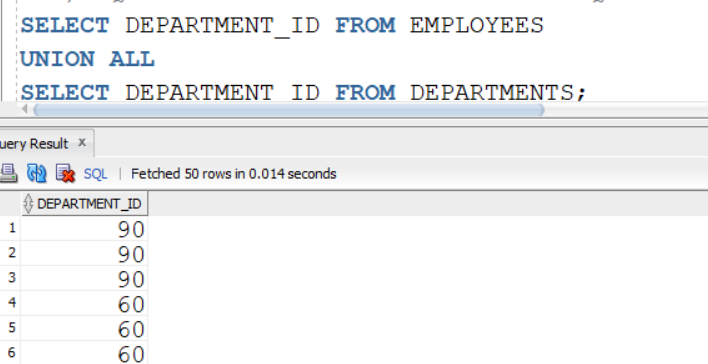 SELECT DEPARTMENT_ID FROM EMPLOYEES
UNION ALL
SELECT DEPARTMENT_ID FROM DEPARTMENTS;
uery Result x
SQL | Fetched 50 rows in 0.014 seconds
DEPARTMENT_ID
1 90
2 90
3 90
4 60
5 60
6 60